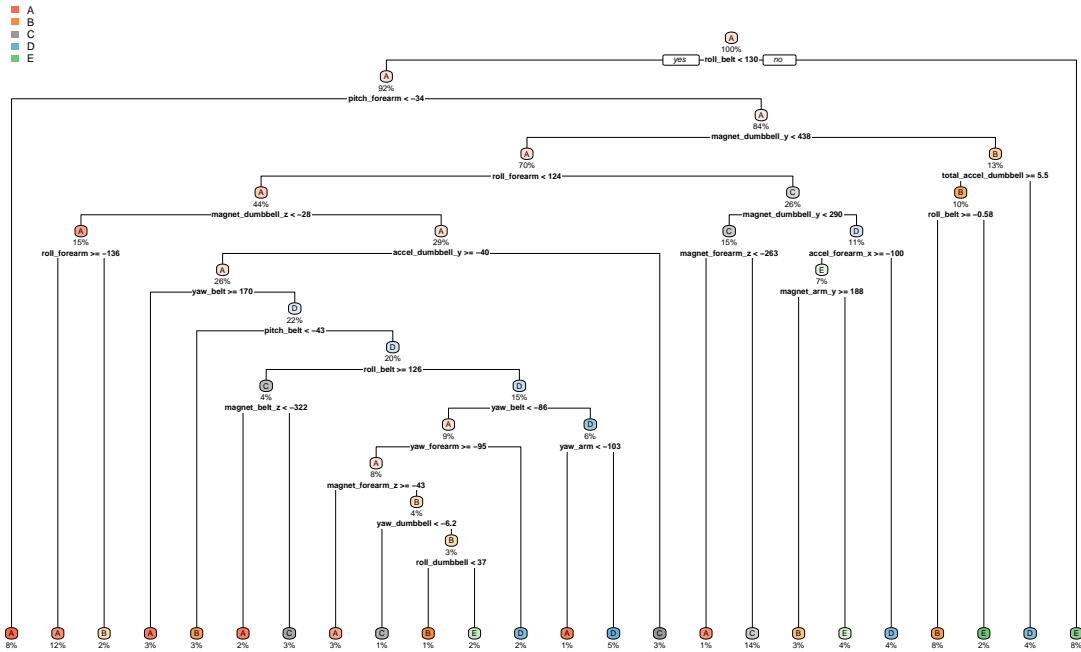 A
B
C
D
E
A
100%
yes roll_belt < 130 no
A
92%
pitch_forearm < −34
A
84%
magnet_dumbbell_y < 438
A B
70% 13%
roll_forearm < 124 total_accel_dumbbell >= 5.5
A C B
44% 26% 10%
magnet_dumbbell_z < −28 magnet_dumbbell_y < 290 roll_belt >= −0.58
A A C D
15% 29% 15% 11%
roll_forearm >= −136 accel_dumbbell_y >= −40 magnet_forearm_z < −263 accel_forearm_x >= −100
A E
26% 7%
yaw_belt >= 170 magnet_arm_y >= 188
D
22%
pitch_belt < −43
D
20%
roll_belt >= 126
C D
4% 15%
magnet_belt_z < −322 yaw_belt < −86
A D
9% 6%
yaw_forearm >= −95 yaw_arm < −103
A
8%
magnet_forearm_z >= −43
B
4%
yaw_dumbbell < −6.2
B
3%
roll_dumbbell < 37
A A B A B A C A C B E D A D C A C B E D B E D E
8% 12% 2% 3% 3% 2% 3% 3% 1% 1% 2% 2% 1% 5% 3% 1% 14% 3% 4% 4% 8% 2% 4% 8%